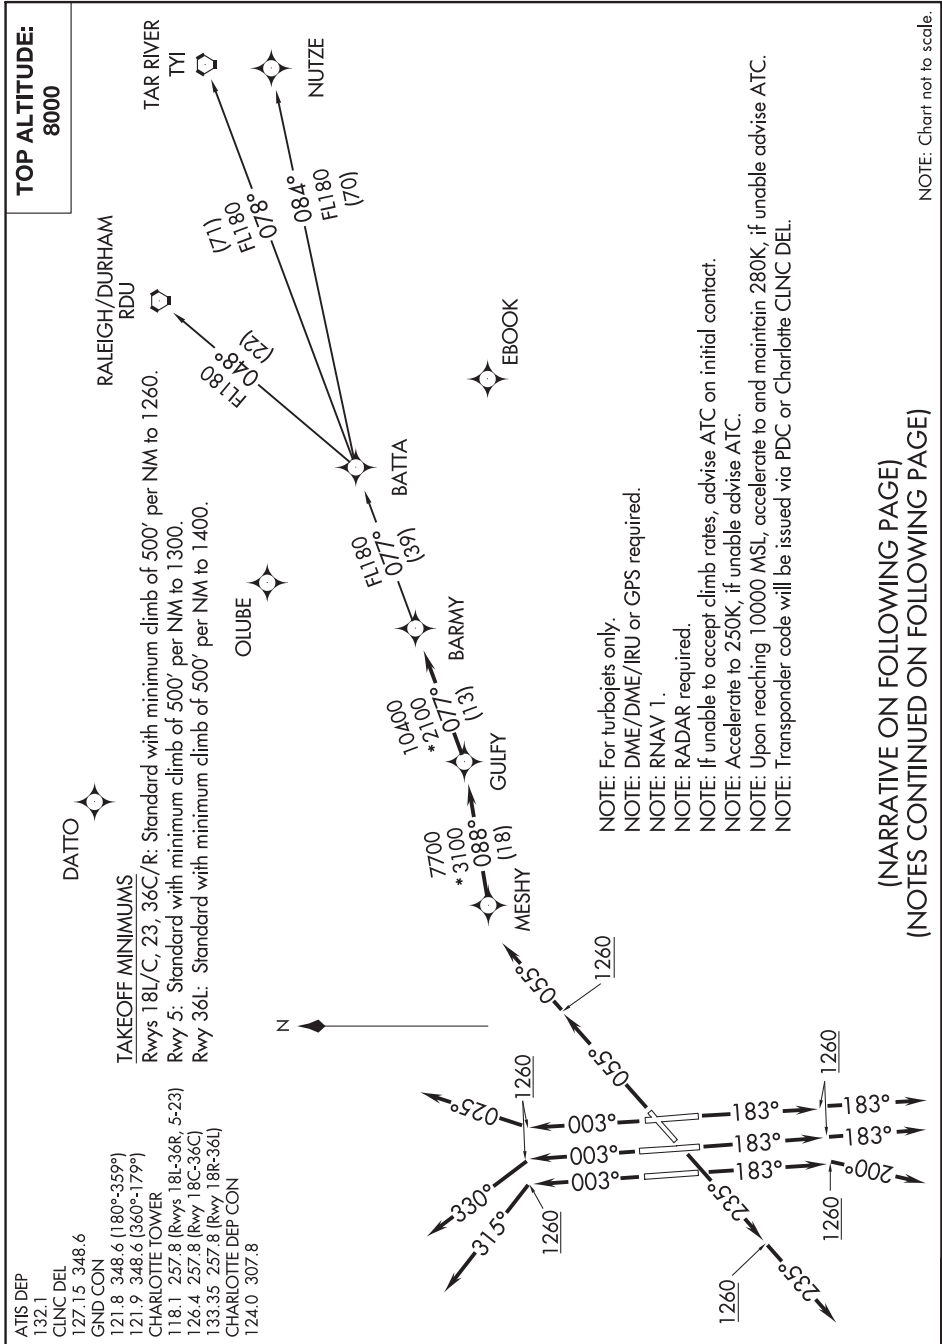 ATIS DEP
132.1
CLNC DEL
127.15 348.6
GND CON
121.8 348.6 (180°-359°)
121.9 348.6 (360°-179°)
CHARLOTTE TOWER
118.1 257.8 (Rwys 18L-36R, 5-23)
126.4 257.8 (Rwy 18C-36C)
133.35 257.8 (Rwy 18R-36L)
CHARLOTTE DEP CON
124.0 307.8
TOP ALTITUDE:
8000
TAKEOFF MINIMUMS
Rwys 18L/C, 23, 36C/R: Standard with minimum climb of 500' per NM to 1260.
Rwy 5: Standard with minimum climb of 500' per NM to 1300.
Rwy 36L: Standard with minimum climb of 500' per NM to 1400.
DATTO
OLUBE
RALEIGH/DURHAM
RDU
TAR RIVER
TYI
NUTZE
EBOOK
FL180
048°
(22)
(71)
FL180
078°
084°
FL180
(70)
BATTA
FL180
077°
(39)
BARMY
10400
*2100
077°
(13)
GULFY
7700
*3100
088°
(18)
MESHY
N
055°
1260
055°
025°
1260
330°
315°
1260
003°
003°
003°
183°
183°
183°
1260
183°
183°
200°
1260
235°
1260
235°
NOTE: For turbojets only.
NOTE: DME/DME/IRU or GPS required.
NOTE: RNAV 1.
NOTE: RADAR required.
NOTE: If unable to accept climb rates, advise ATC on initial contact.
NOTE: Accelerate to 250K, if unable advise ATC.
NOTE: Upon reaching 10000 MSL, accelerate to and maintain 280K, if unable advise ATC.
NOTE: Transponder code will be issued via PDC or Charlotte CLNC DEL.
(NARRATIVE ON FOLLOWING PAGE)
(NOTES CONTINUED ON FOLLOWING PAGE)
NOTE: Chart not to scale.